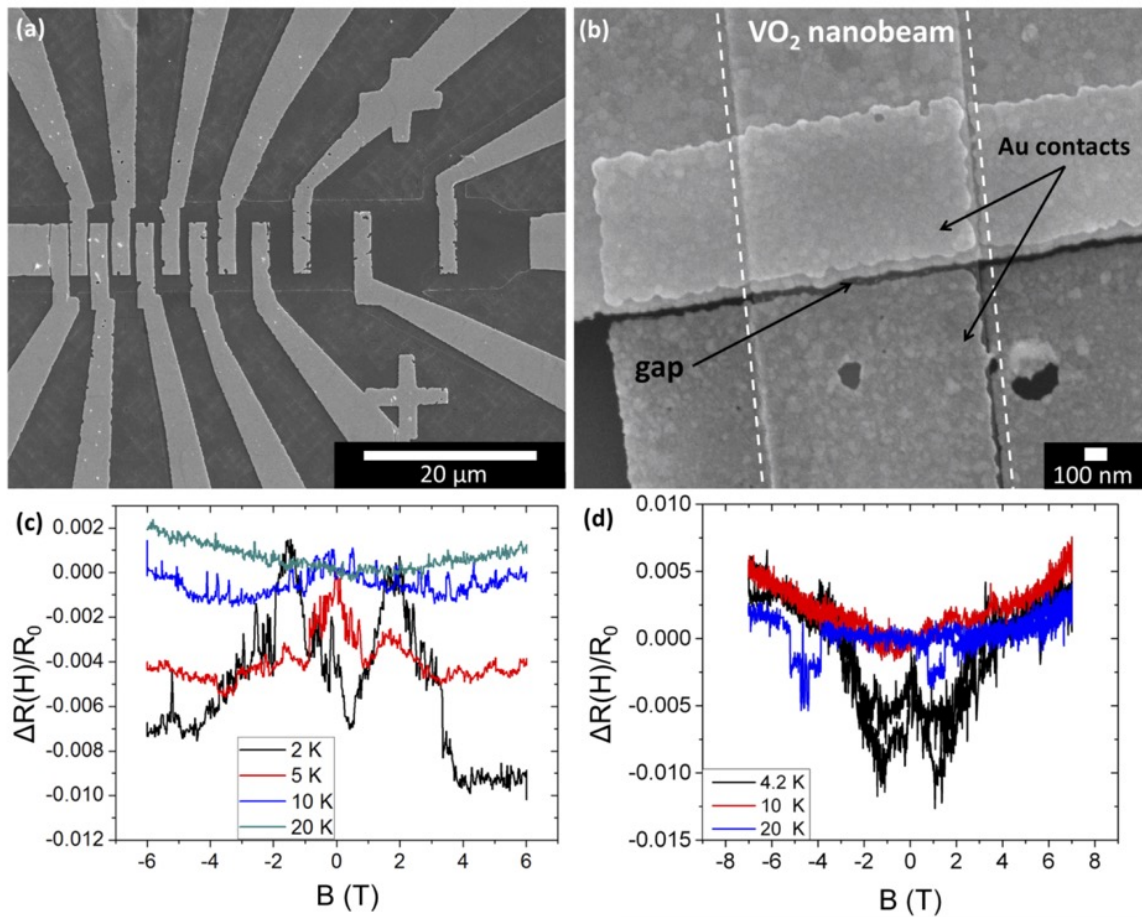 (a)
20 μm
(b)
VO₂ nanobeam
Au contacts
gap
100 nm
(c)
0.002
0.000
-0.002
-0.004
-0.006
-0.008
-0.010
-0.012
ΔR(H)/R₀
2 K
5 K
10 K
20 K
-6 -4 -2 0 2 4 6
B (T)
(d)
0.010
0.005
0.000
-0.005
-0.010
-0.015
ΔR(H)/R₀
4.2 K
10 K
20 K
-8 -6 -4 -2 0 2 4 6 8
B (T)